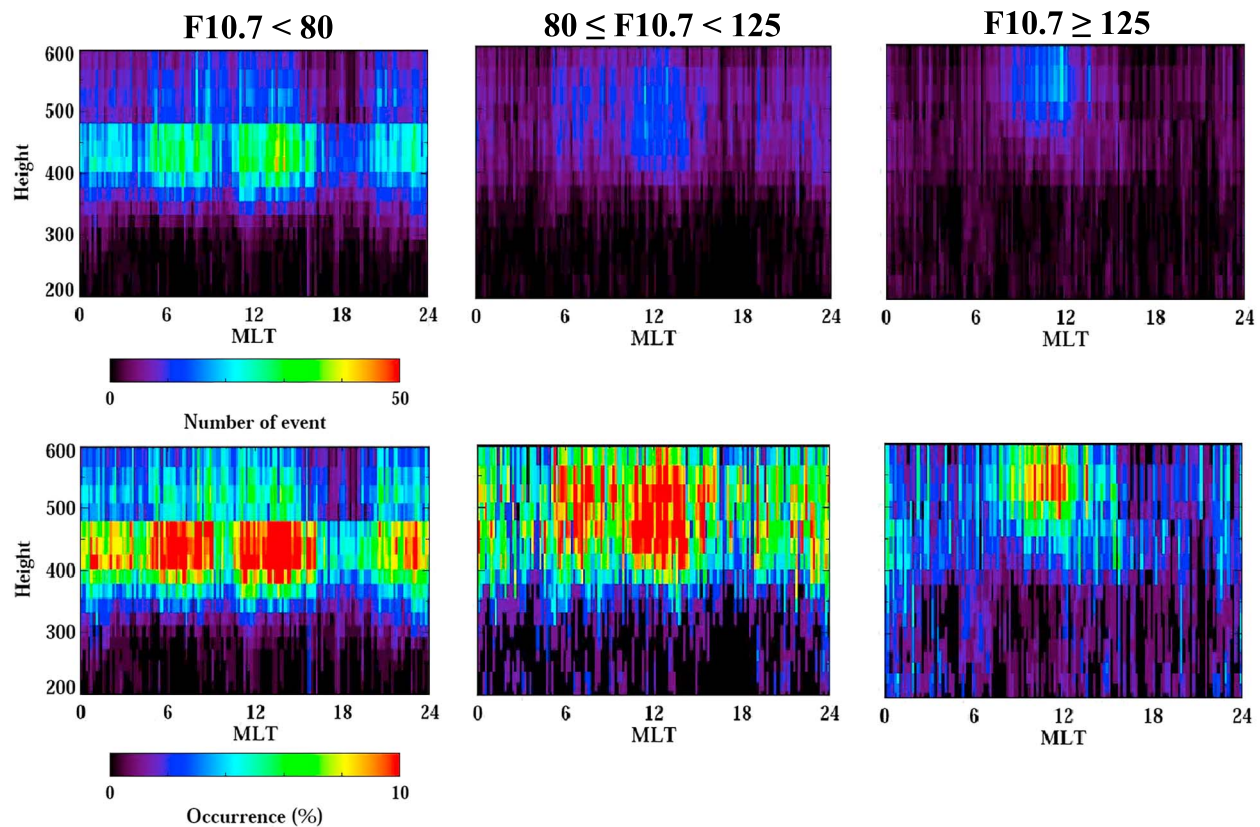 F10.7 < 80
80 ≤ F10.7 < 125
F10.7 ≥ 125
600
500
400
300
200
Height
0 6 12 18 24
MLT
0 6 12 18 24
MLT
0 6 12 18 24
MLT
0 50
Number of event
600
500
400
300
200
Height
0 6 12 18 24
MLT
0 6 12 18 24
MLT
0 6 12 18 24
MLT
0 10
Occurrence (%)